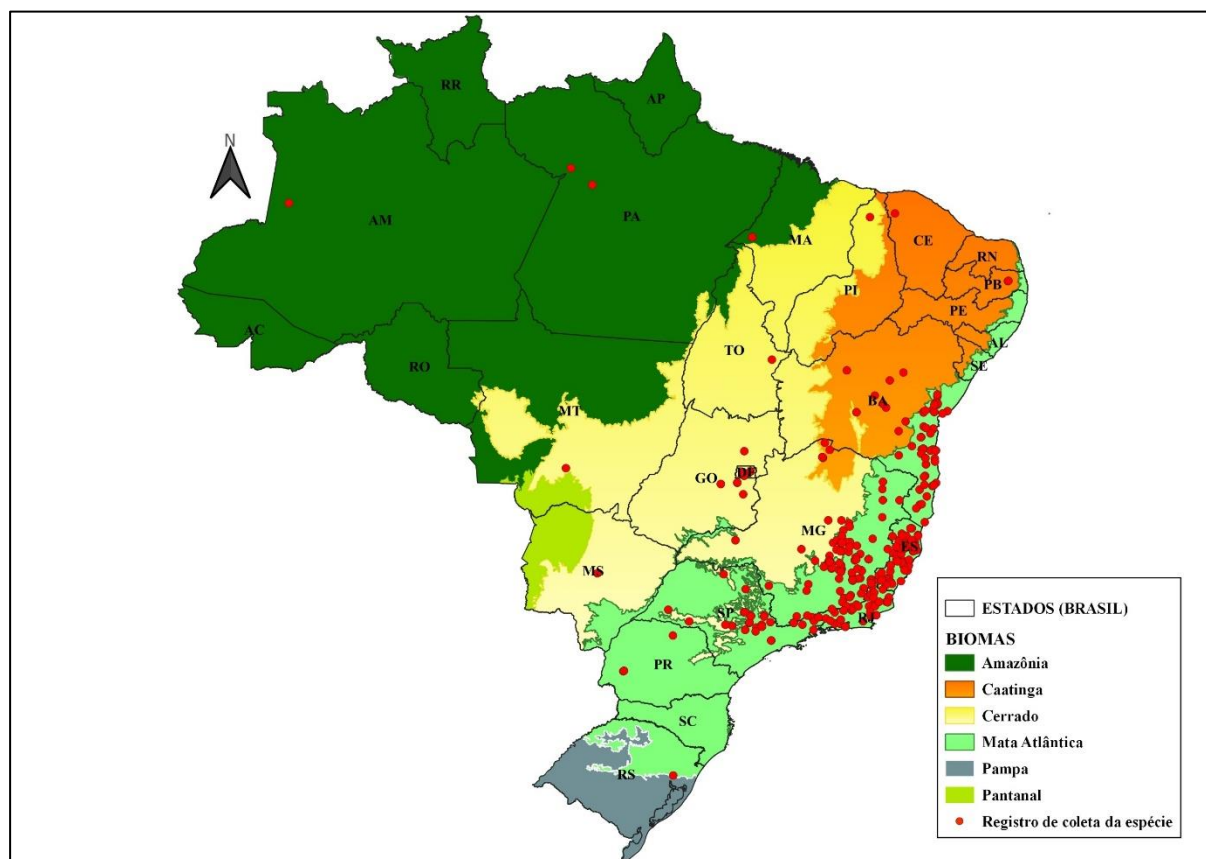 N
RR
AP
AM
PA
MA
CE
RN
PB
PI
PE
AL
SE
AC
RO
TO
BA
MT
GO
DF
MG
ES
MS
SP
RJ
PR
SC
RS
ESTADOS (BRASIL)
BIOMAS
Amazônia
Caatinga
Cerrado
Mata Atlântica
Pampa
Pantanal
Registro de coleta da espécie